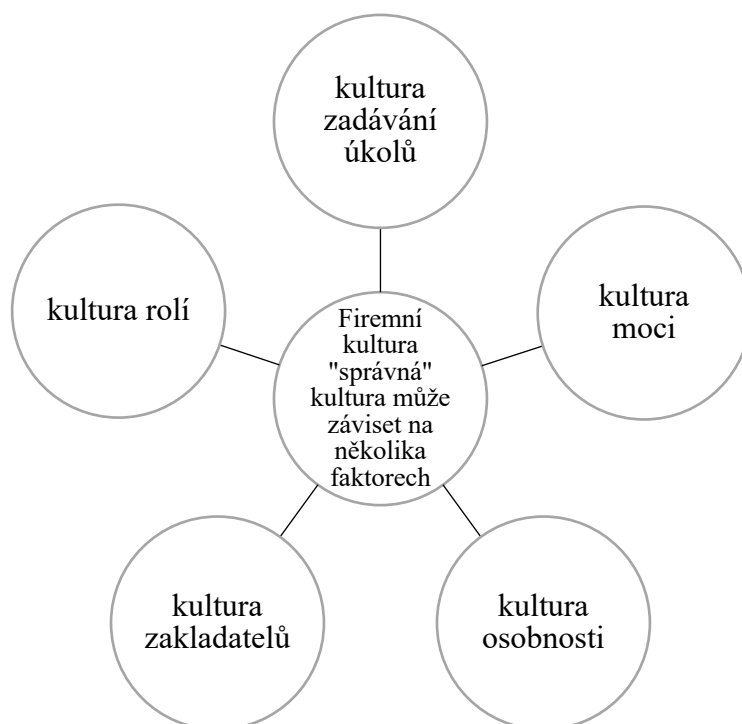 kultura
zadávání
úkolů
kultura rolí
kultura
moci
Firemní
kultura
"správná"
kultura může
záviset na
několika
faktorech
kultura
zakladatelů
kultura
osobnosti